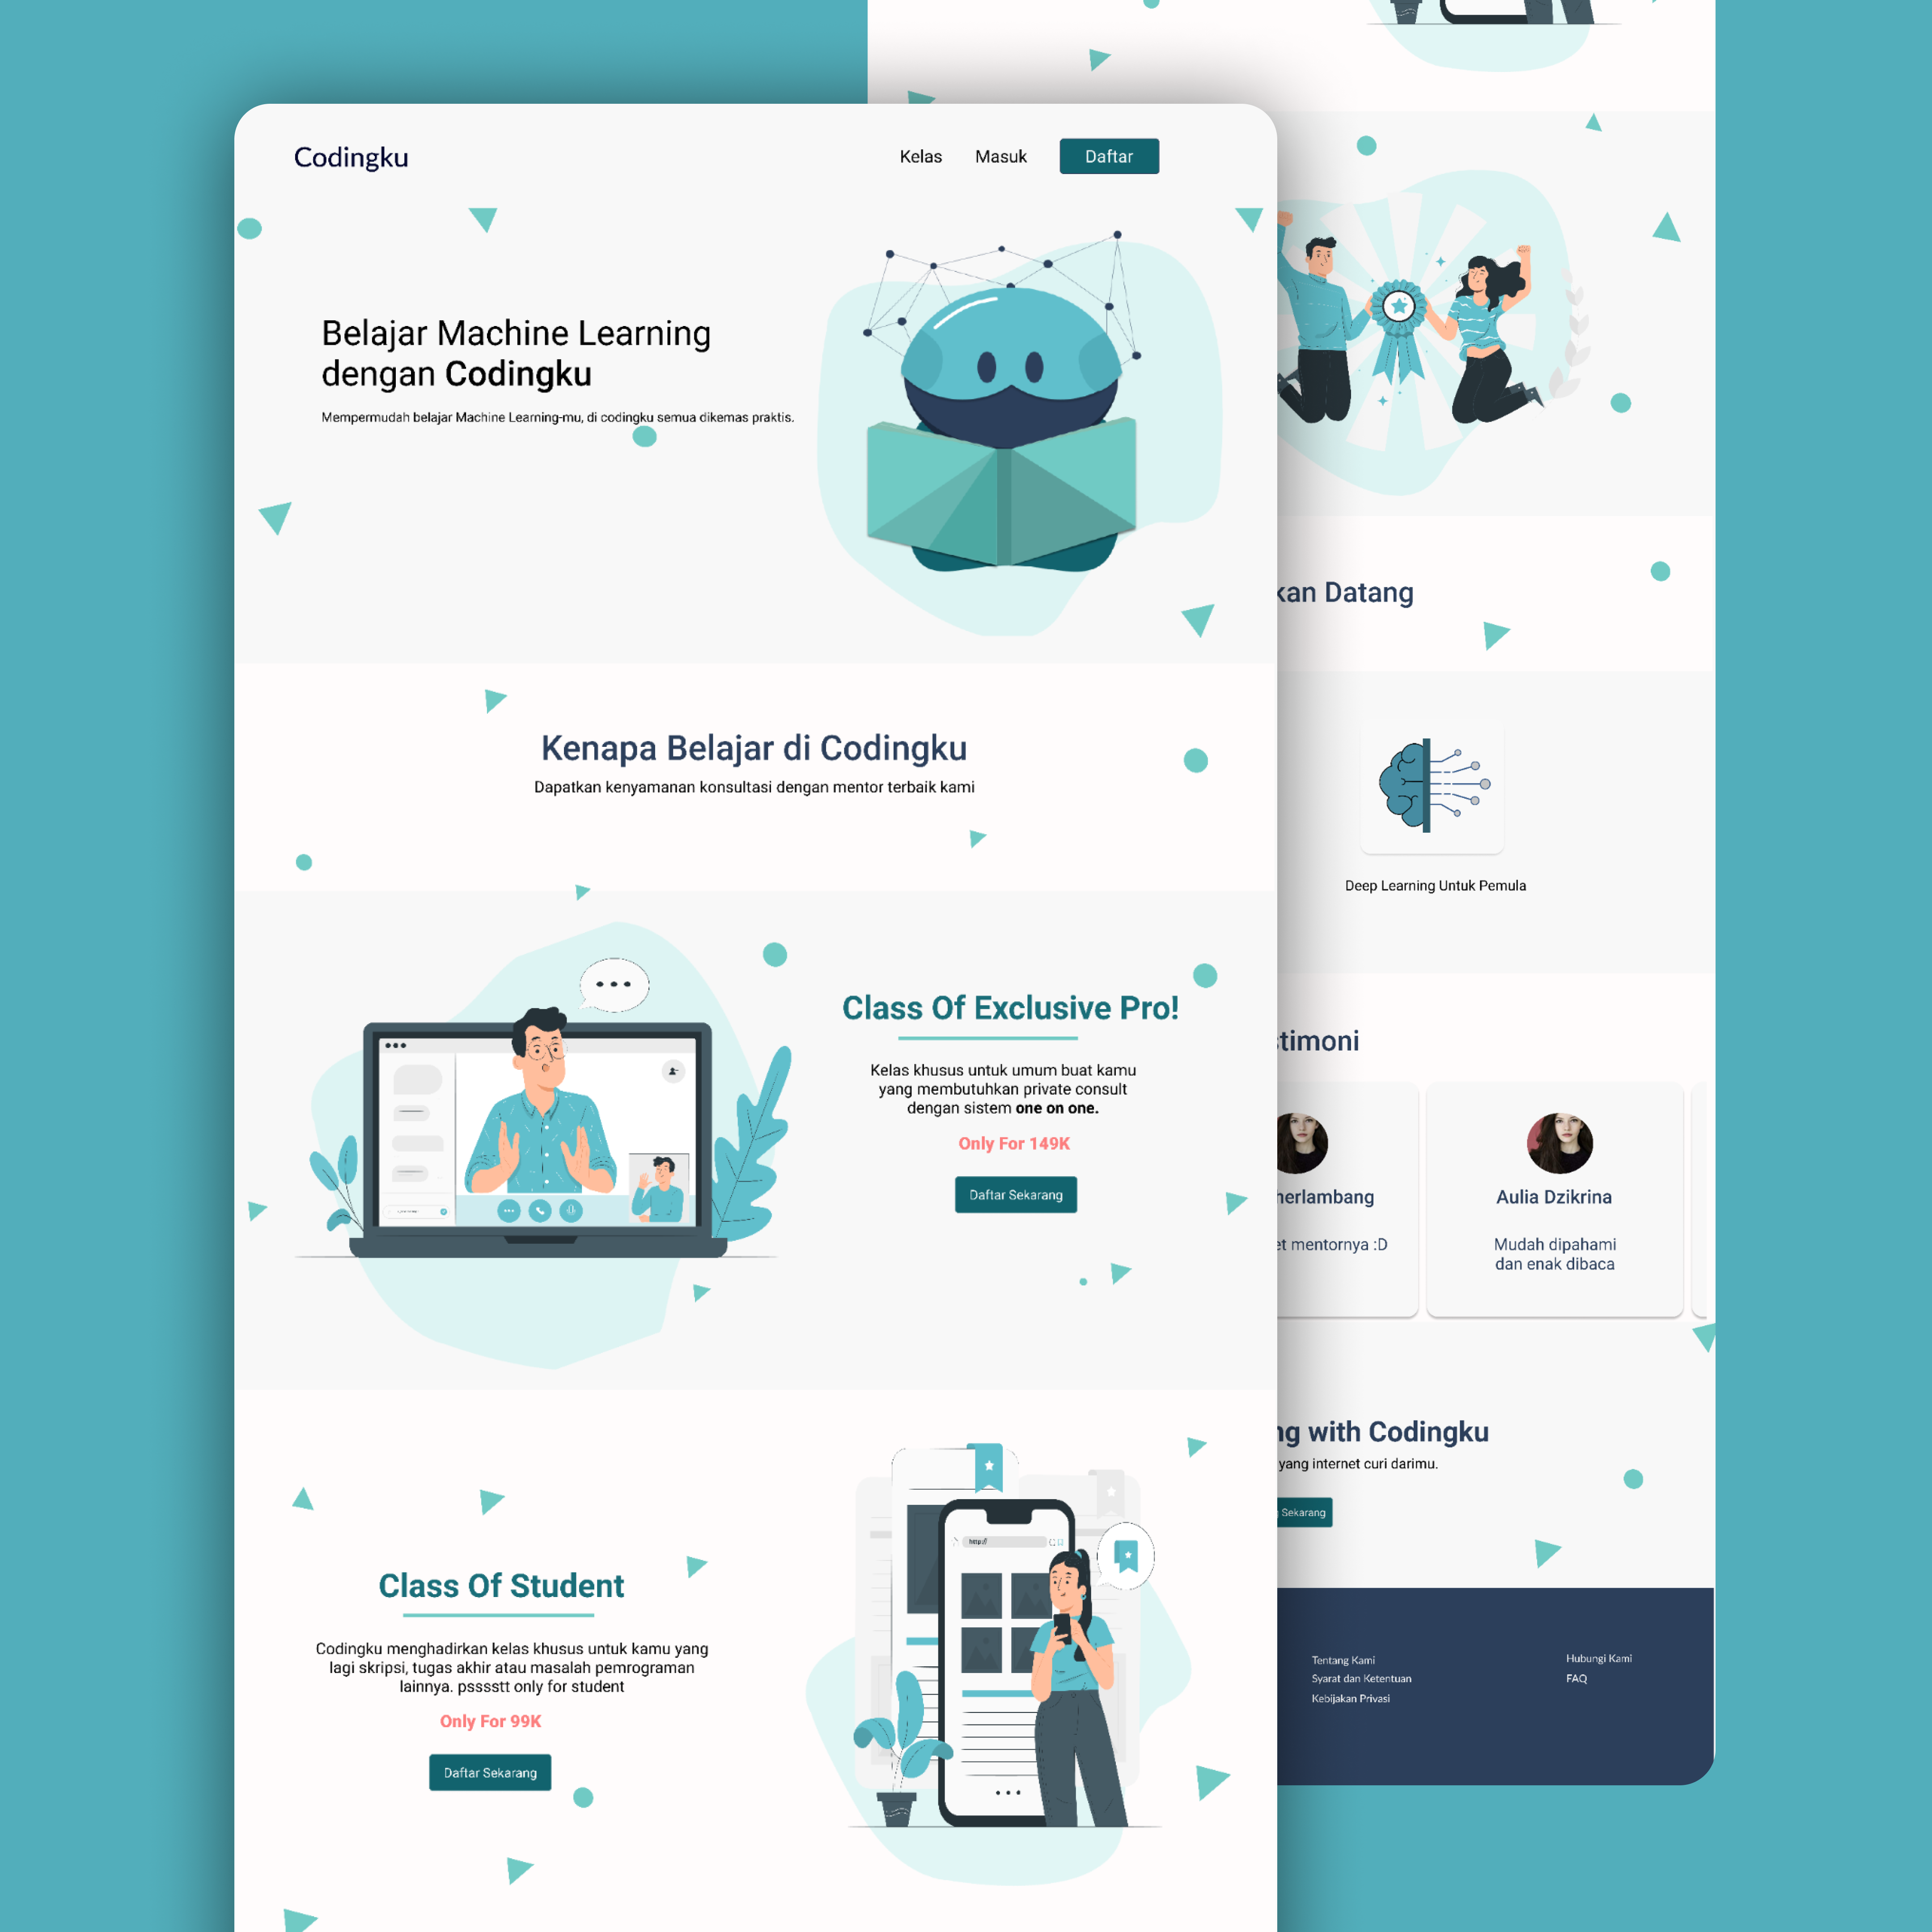 Codingku
Kelas
Masuk
Daftar
Belajar Machine Learning
dengan Codingku
Mempermudah belajar Machine Learning-mu, di codingku semua dikemas praktis.
Kenapa Belajar di Codingku
Dapatkan kenyamanan konsultasi dengan mentor terbaik kami
Class Of Exclusive Pro!
Kelas khusus untuk umum buat kamu
yang membutuhkan private consult
dengan sistem one on one.
Only For 149K
Daftar Sekarang
Class Of Student
Codingku menghadirkan kelas khusus untuk kamu yang
lagi skripsi, tugas akhir atau masalah pemrograman
lainnya. psssstt only for student
Only For 99K
Daftar Sekarang
http://
Datang
Deep Learning Untuk Pemula
Aulia Dzikrina
mentornya :D
Mudah dipahami
dan enak dibaca
with Codingku
yang internet curi darimu.
Sekarang
Tentang Kami
Syarat dan Ketentuan
Kebijakan Privasi
Hubungi Kami
FAQ